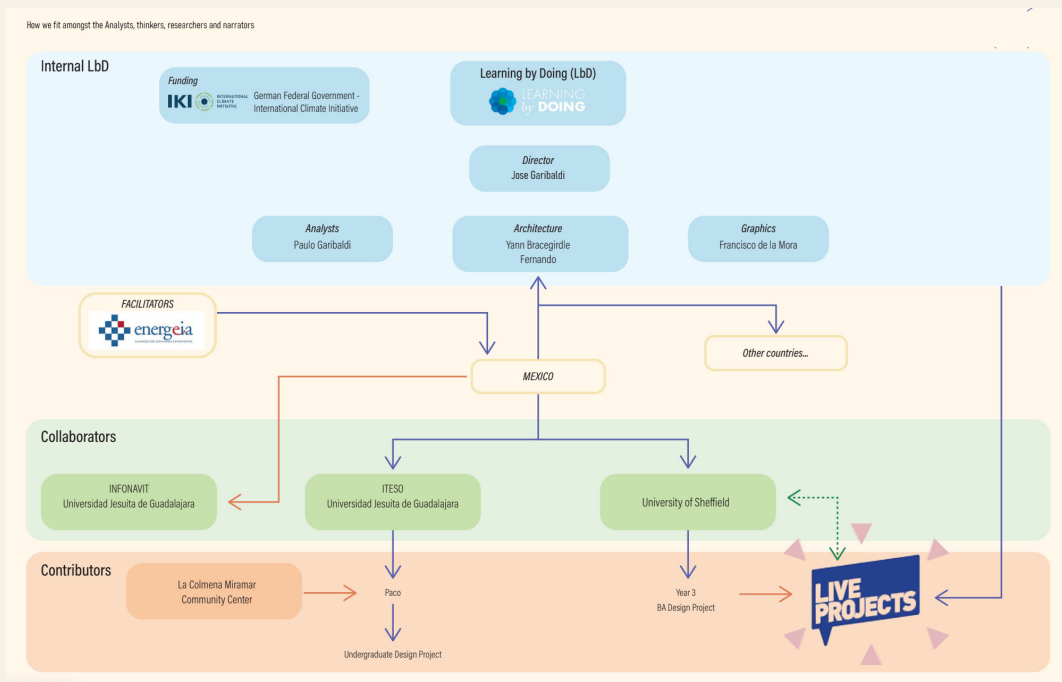 How we fit amongst the Analysts, thinkers, researchers and narrators
Internal LbD
Funding
IKI
INTERNATIONAL
CLIMATE
INITIATIVE
German Federal Government -
International Climate Initiative
Learning by Doing (LbD)
LEARNING
by DOING
Director
Jose Garibaldi
Analysts
Paulo Garibaldi
Architecture
Yann Bracegirdle
Fernando
Graphics
Francisco de la Mora
FACILITATORS
energeia
MEXICO
Other countries...
Collaborators
INFONAVIT
Universidad Jesuita de Guadalajara
ITESO
Universidad Jesuita de Guadalajara
University of Sheffield
Contributors
La Colmena Miramar
Community Center
Paco
Undergraduate Design Project
Year 3
BA Design Project
LIVE
PROJECTS